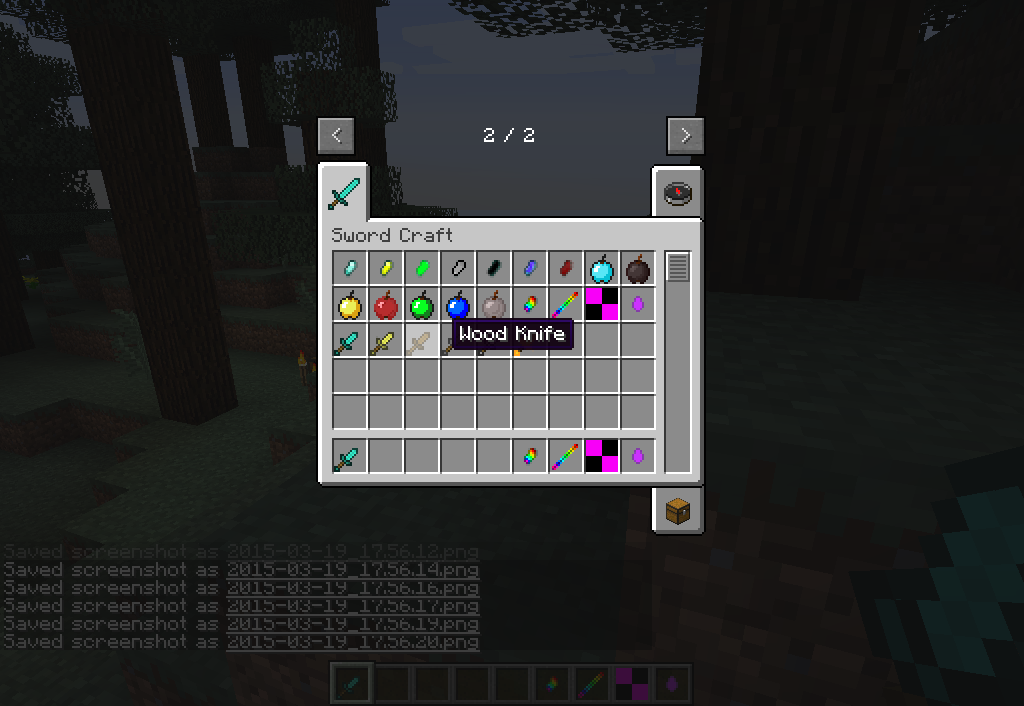 <
2 / 2
>
Sword Craft
Wood Knife
Saved screenshot as 2015-03-19_17.56.12.png
Saved screenshot as 2015-03-19_17.56.14.png
Saved screenshot as 2015-03-19_17.56.16.png
Saved screenshot as 2015-03-19_17.56.17.png
Saved screenshot as 2015-03-19_17.56.19.png
Saved screenshot as 2015-03-19_17.56.20.png